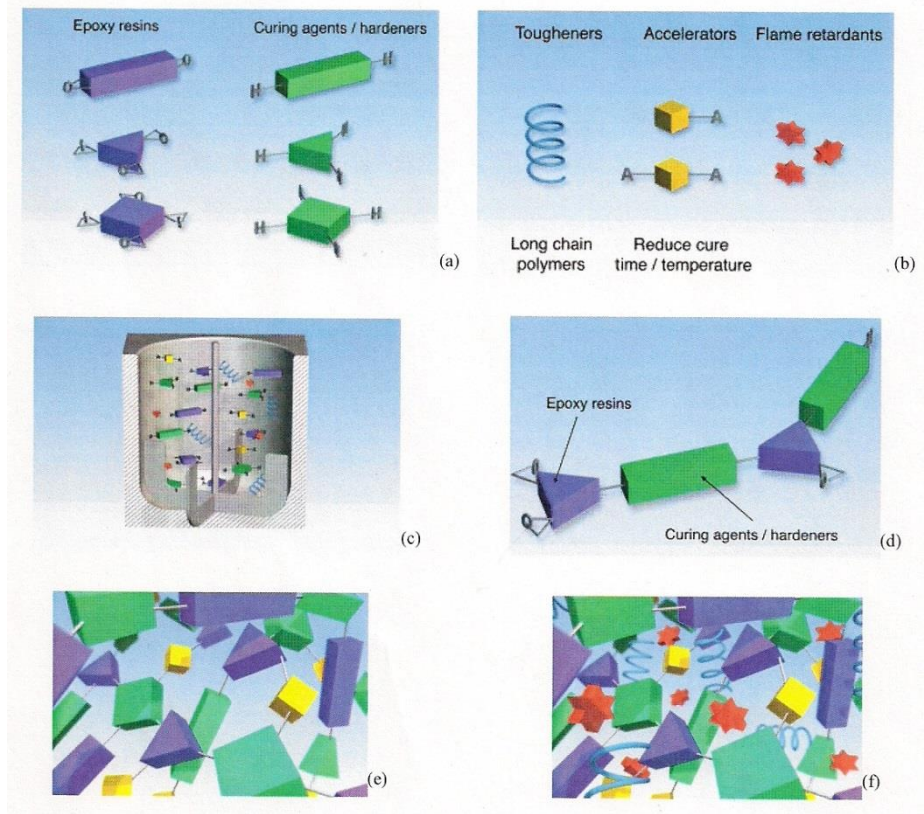 Epoxy resins
Curing agents / hardeners
O
O
H
H
H
H
H
(a)
Tougheners
Accelerators
Flame retardants
A
A
A
Long chain
polymers
Reduce cure
time / temperature
(b)
(c)
Epoxy resins
Curing agents / hardeners
(d)
(e)
(f)